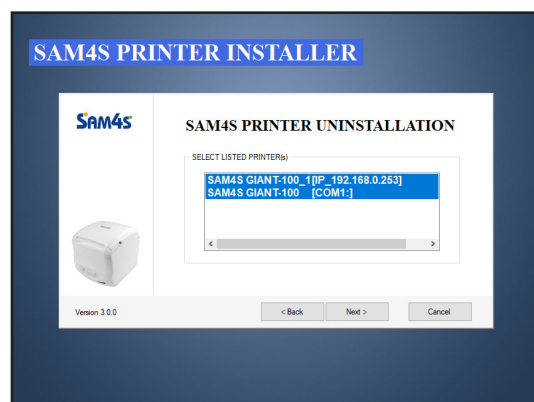 SAM4S PRINTER INSTALLER
SAM4S
SAM4S PRINTER UNINSTALLATION
SELECT LISTED PRINTER(s)
SAM4S GIANT-100_1[IP_192.168.0.253]
SAM4S GIANT-100 [COM1:]
Version 3.0.0
< Back
Next >
Cancel